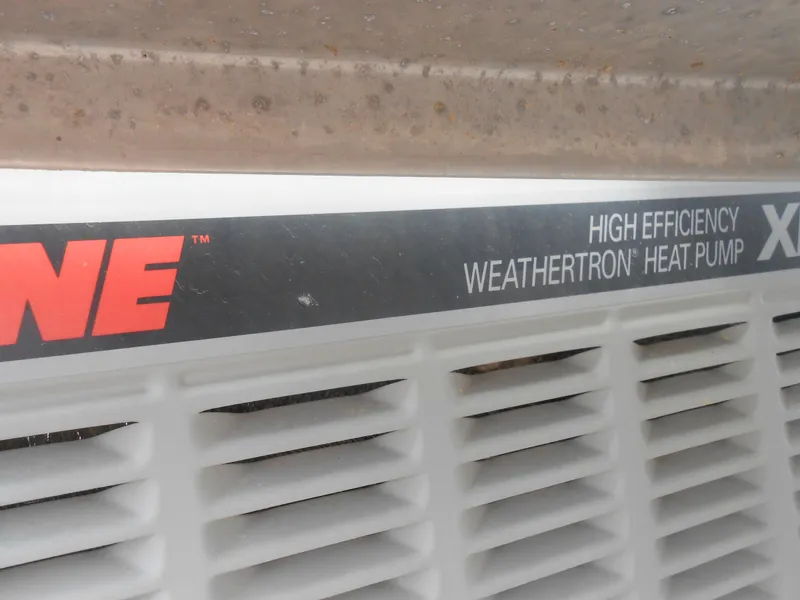 NE™
HIGH EFFICIENCY
WEATHERTRON® HEAT PUMP
X